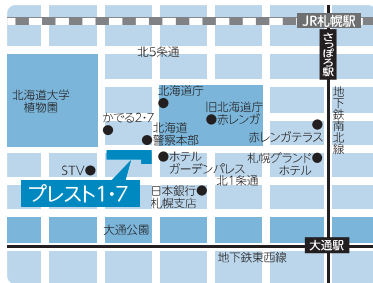 JR札幌駅
さっぽろ駅
北5条通
北海道大学
植物園
北海道庁
旧北海道庁
赤レンガ
かでる2・7
北海道
警察本部
赤レンガテラス
地下鉄南北線
STV
ホテル
ガーデンパレス
札幌グランド
ホテル
北1条通
プレスト1・7
日本銀行
札幌支店
大通公園
大通駅
地下鉄東西線